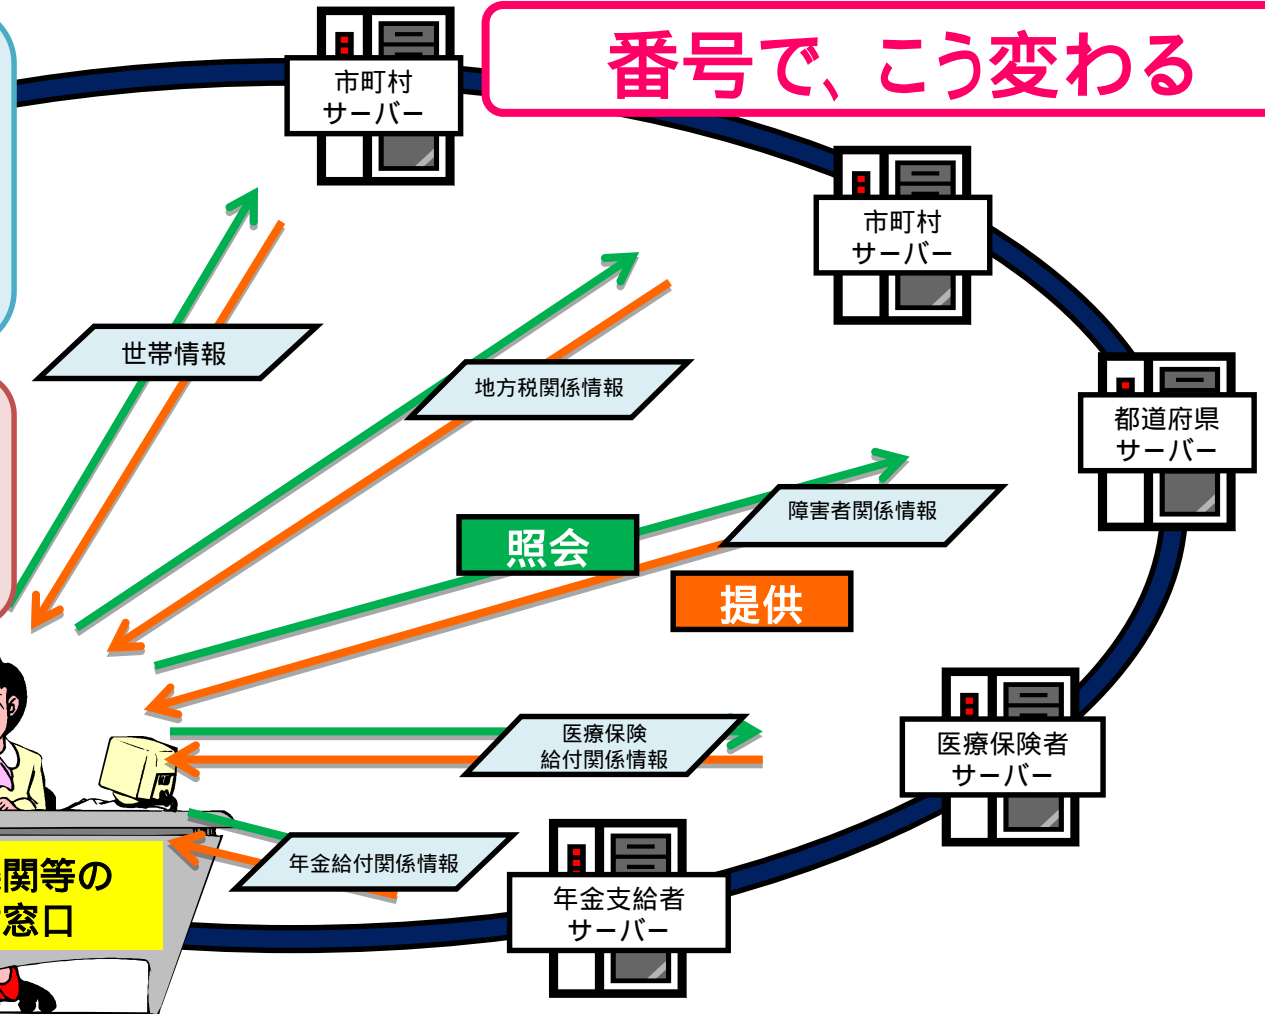 番号で、こう変わる
市町村
サーバー
市町村
サーバー
世帯情報
地方税関係情報
都道府県
サーバー
障害者関係情報
照会
提供
医療保険
給付関係情報
医療保険者
サーバー
年金給付関係情報
関等の
窓口
年金支給者
サーバー